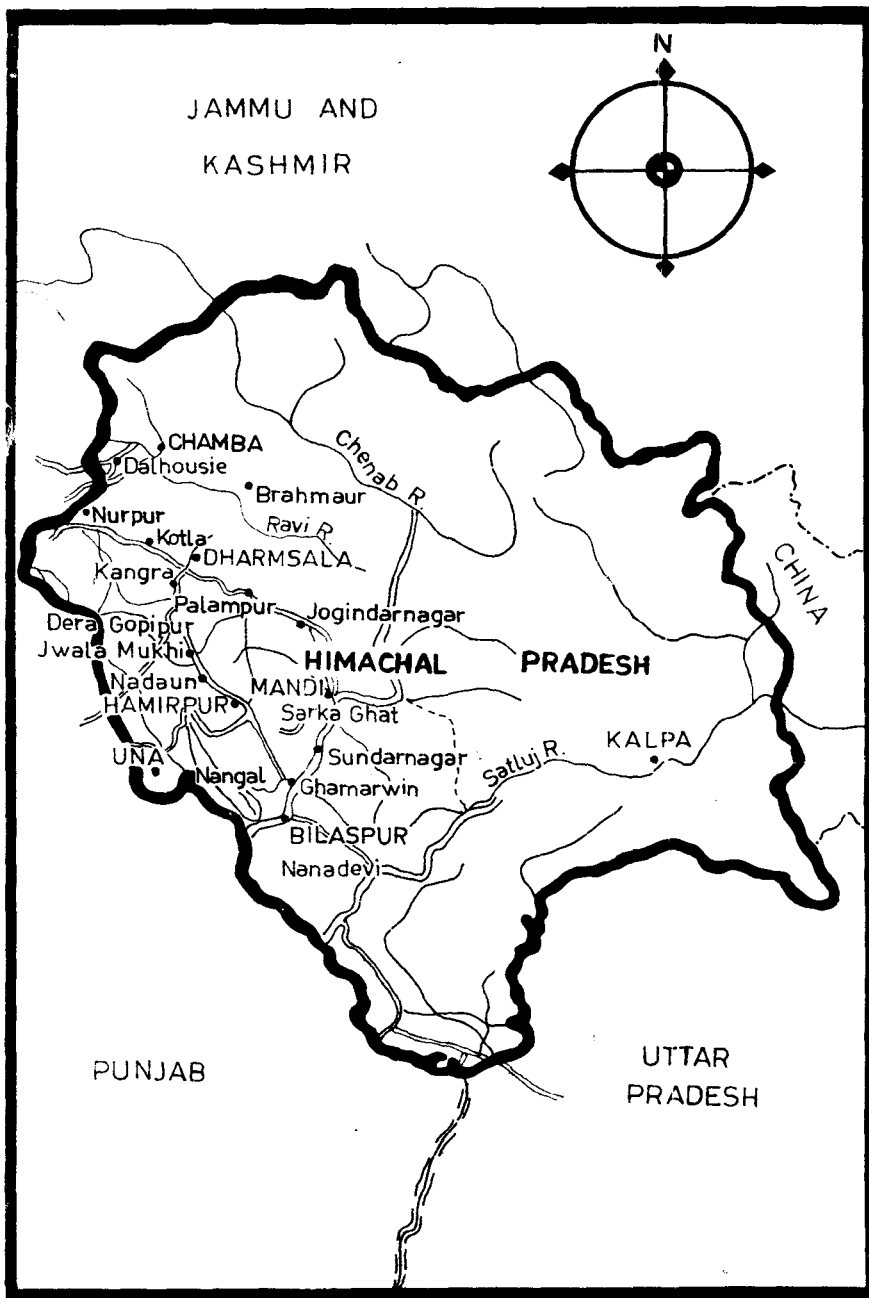 N
JAMMU AND
KASHMIR
CHAMBA
Dalhousie
Chenab R.
Brahmaur
Nurpur
Ravi R.
Kotla
DHARMSALA
CHINA
Kangra
Palampur
Dera Gopipur
Jogindarnagar
Jwala Mukhi
HIMACHAL PRADESH
Nadaun
MANDI
HAMIRPUR
Sarka Ghat
KALPA
UNA
Sundarnagar
Satluj R.
Nangal
Ghamarwin
BILASPUR
Nanadevi
PUNJAB
UTTAR
PRADESH